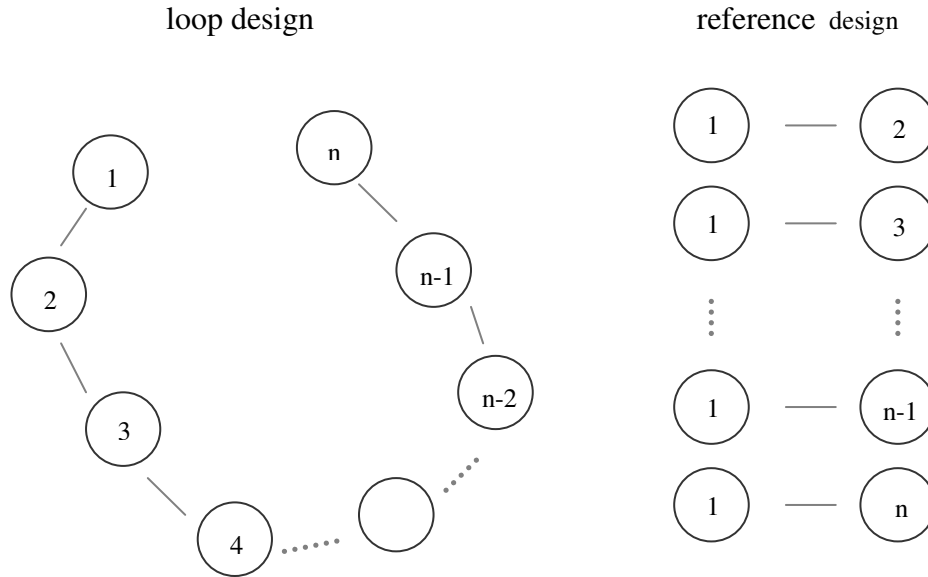 loop design
1
2
3
4
n-2
n-1
n
reference design
1 2
1 3
1 n-1
1 n